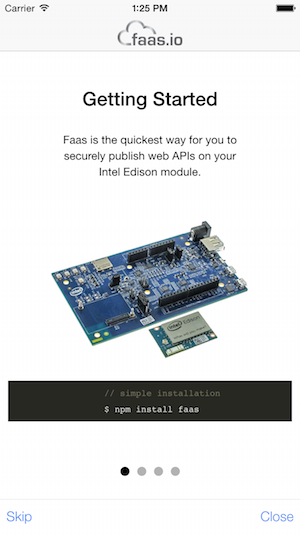 Carrier 1:25 PM
faas.io
Getting Started
Faas is the quickest way for you to
securely publish web APIs on your
Intel Edison module.
// simple installation
$ npm install faas
Skip Close